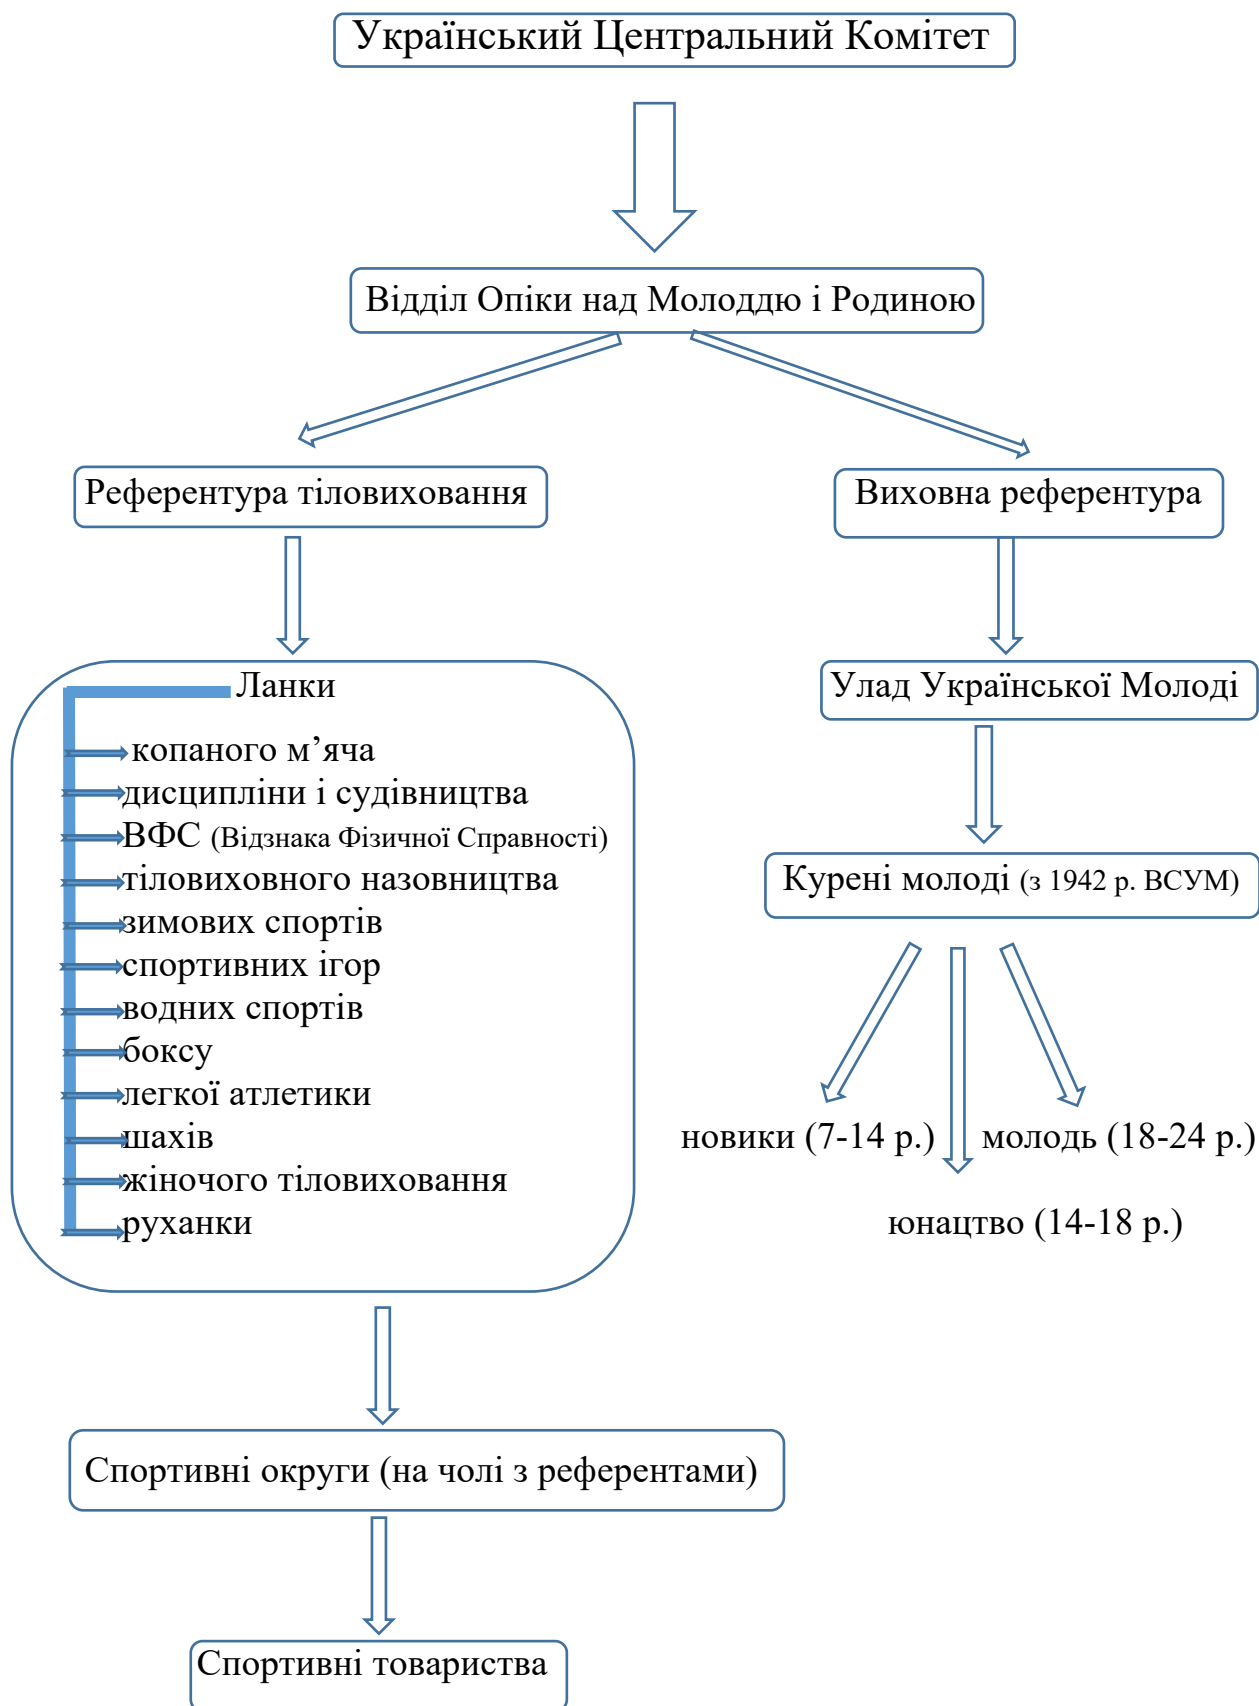 Український Центральний Комітет
Відділ Опіки над Молоддю і Родиною
Референтура тіловиховання
Виховна референтура
Ланки
копаного м’яча
дисципліни і судівництва
ВФС (Відзнака Фізичної Справності)
тіловиховного назовництва
зимових спортів
спортивних ігор
водних спортів
боксу
легкої атлетики
шахів
жіночого тіловиховання
руханки
Улад Української Молоді
Курені молоді (з 1942 р. ВСУМ)
новики (7-14 р.)
молодь (18-24 р.)
юнацтво (14-18 р.)
Спортивні округи (на чолі з референтами)
Спортивні товариства